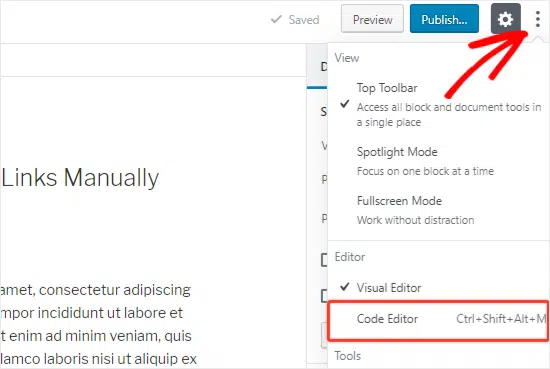 Saved
Preview
Publish...
View
Top Toolbar
Access all block and document tools in
a single place
Spotlight Mode
Focus on one block at a time
Fullscreen Mode
Work without distraction
Editor
Visual Editor
Code Editor Ctrl+Shift+Alt+M
Tools
Links Manually
amet, consectetur adipiscing
mpor incididunt ut labore et
t enim ad minim veniam, quis
llamco laboris nisi ut aliquip ex